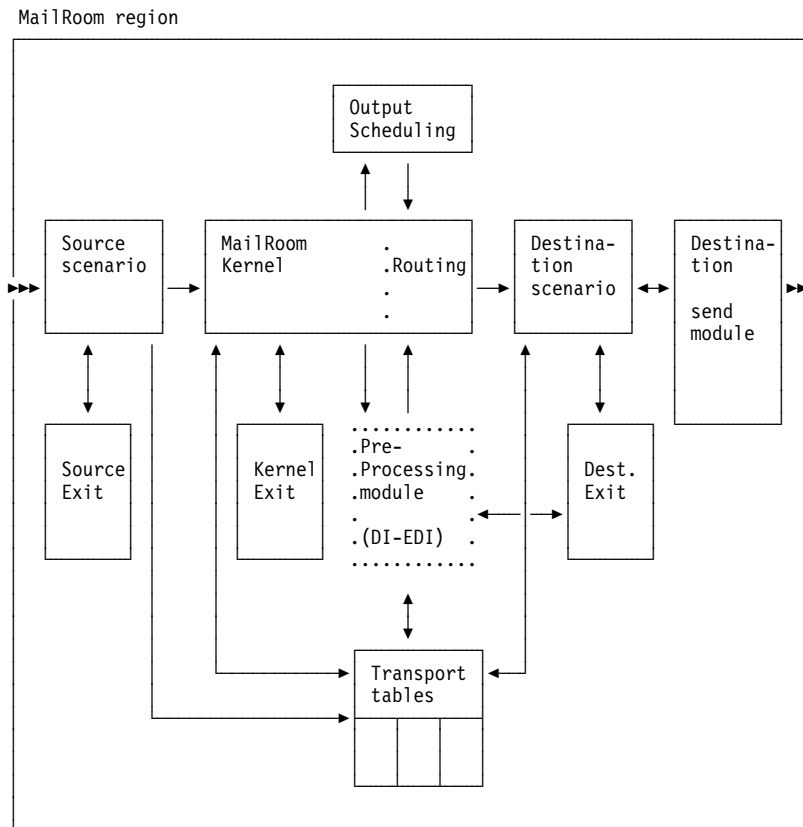 MailRoom region
Output
Scheduling
Source
scenario
MailRoom
Kernel
Routing
Destina-
tion
scenario
Destina-
tion
send
module
Source
Exit
Kernel
Exit
Pre-
Processing
module
(DI-EDI)
Dest.
Exit
Transport
tables